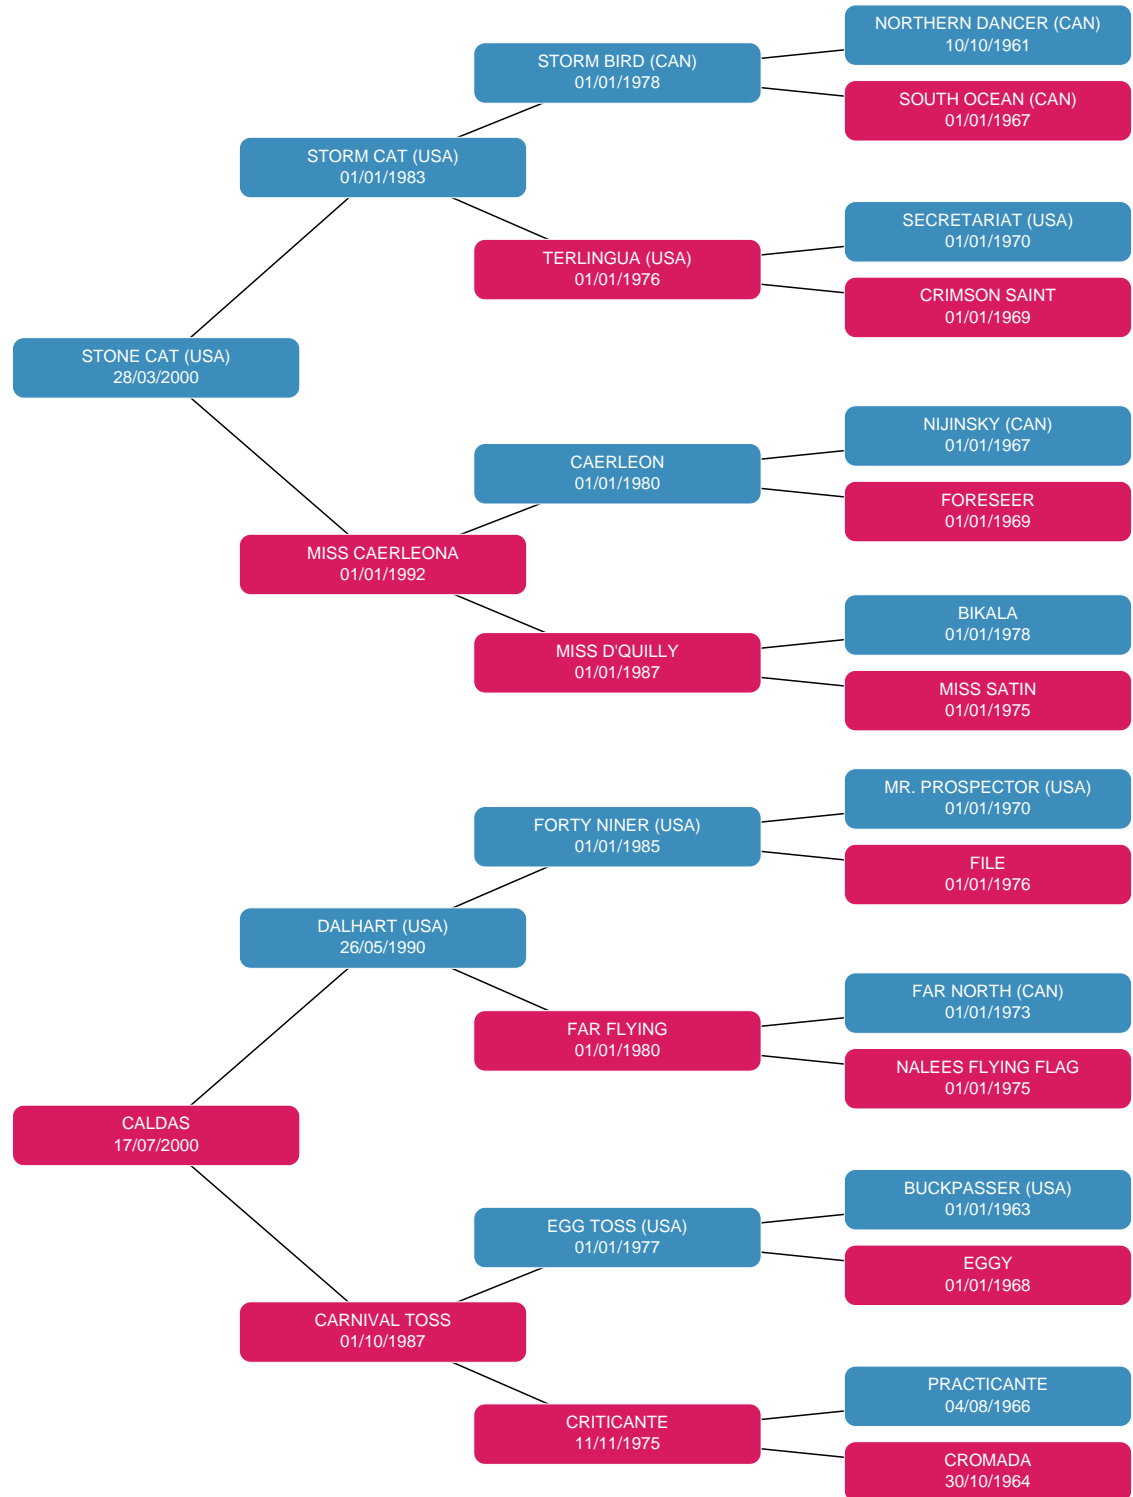 NORTHERN DANCER (CAN)
10/10/1961
STORM BIRD (CAN)
01/01/1978
SOUTH OCEAN (CAN)
01/01/1967
STORM CAT (USA)
01/01/1983
SECRETARIAT (USA)
01/01/1970
TERLINGUA (USA)
01/01/1976
CRIMSON SAINT
01/01/1969
STONE CAT (USA)
28/03/2000
NIJINSKY (CAN)
01/01/1967
CAERLEON
01/01/1980
FORESEER
01/01/1969
MISS CAERLEONA
01/01/1992
BIKALA
01/01/1978
MISS D'QUILLY
01/01/1987
MISS SATIN
01/01/1975
MR. PROSPECTOR (USA)
01/01/1970
FORTY NINER (USA)
01/01/1985
FILE
01/01/1976
DALHART (USA)
26/05/1990
FAR NORTH (CAN)
01/01/1973
FAR FLYING
01/01/1980
NALEES FLYING FLAG
01/01/1975
CALDAS
17/07/2000
BUCKPASSER (USA)
01/01/1963
EGG TOSS (USA)
01/01/1977
EGGY
01/01/1968
CARNIVAL TOSS
01/10/1987
PRACTICANTE
04/08/1966
CRITICANTE
11/11/1975
CROMADA
30/10/1964